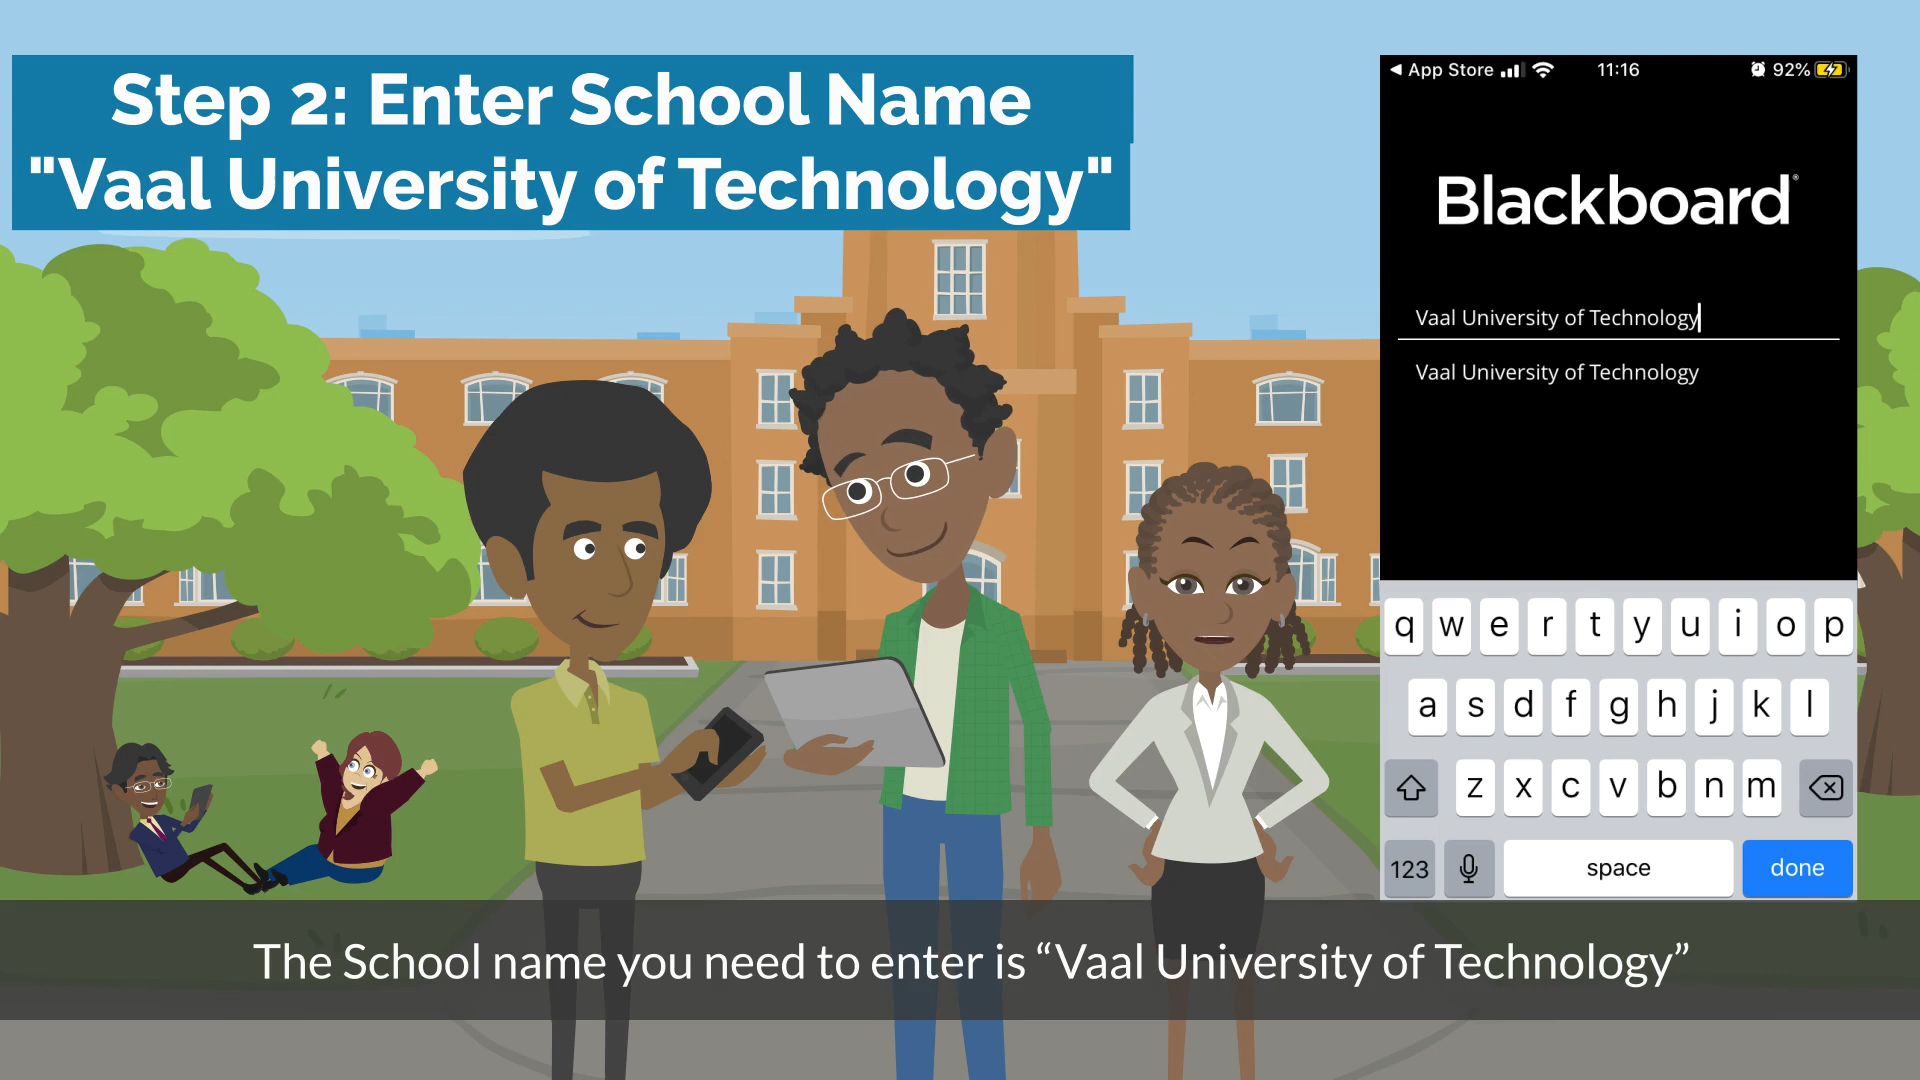 Step 2: Enter School Name
"Vaal University of Technology"
◀ App Store 11:16 92%
Blackboard®
Vaal University of Technology
Vaal University of Technology
q w e r t y u i o p
a s d f g h j k l
z x c v b n m
123 space done
The School name you need to enter is “Vaal University of Technology”